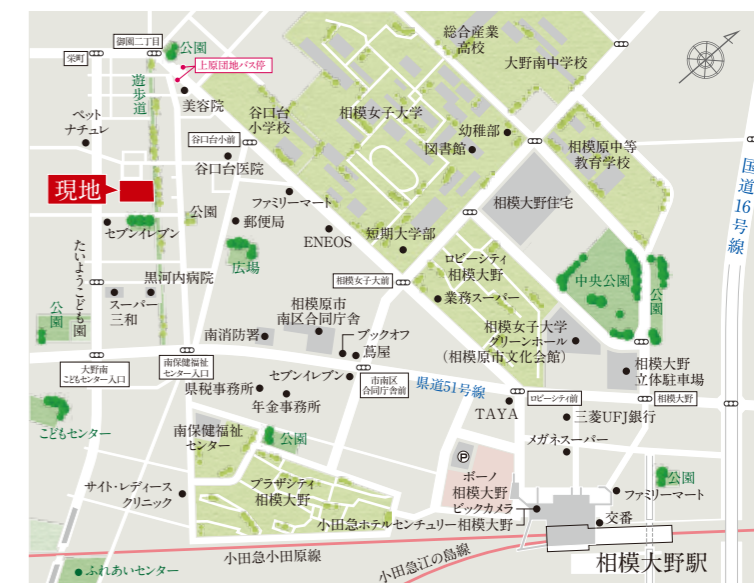 総合産業
高校
御園二丁目
公園
栄町
大野南中学校
上原団地バス停
遊歩道
美容院
谷口台
小学校
相模女子大学
ペット
ナチュレ
幼稚部
図書館
谷口台小前
相模原中等
教育学校
谷口台医院
国道16号線
現地
ファミリーマート
相模大野住宅
公園
郵便局
セブンイレブン
ENEOS
短期大学部
ロビーシティ
相模大野
広場
たいようこども園
黒河内病院
相模女子大前
中央公園
公園
スーパー
三和
業務スーパー
公園
相模原市
南区合同庁舎
相模女子大学
グリーンホール
(相模原市文化会館)
南消防署
ブックオフ
蔦屋
大野南
こどもセンター入口
南保健福祉
センター入口
セブンイレブン
市南区
合同庁舎前
県道51号線
相模大野
立体駐車場
県税事務所
年金事務所
TAYA
ロビーシティ前
相模大野
三菱UFJ銀行
こどもセンター
南保健福祉
センター
公園
メガネスーパー
P
ボーノ
相模大野
公園
サイト・レディース
クリニック
プラザシティ
相模大野
ビックカメラ
ファミリーマート
小田急ホテルセンチュリー相模大野
交番
小田急小田原線
小田急江の島線
相模大野駅
ふれあいセンター